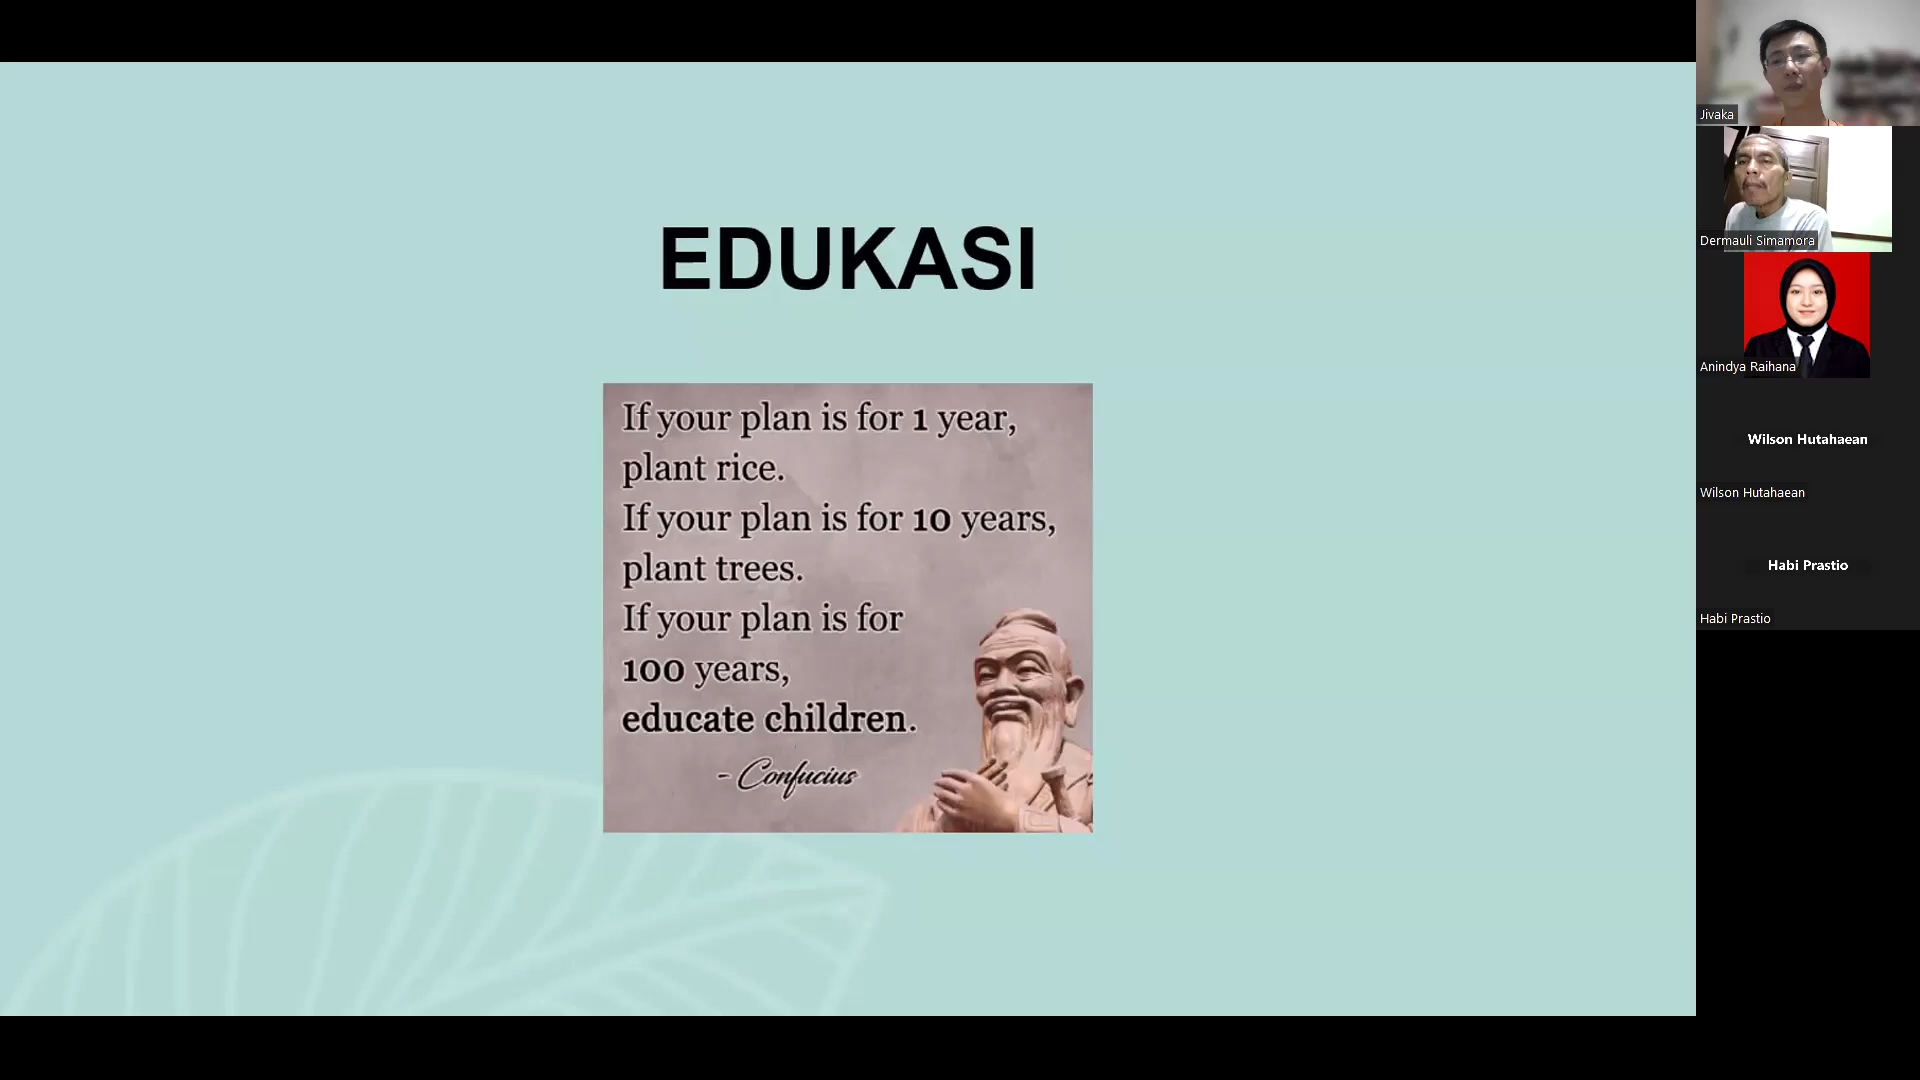 EDUKASI
If your plan is for 1 year,
plant rice.
If your plan is for 10 years,
plant trees.
If your plan is for
100 years,
educate children.
- Confucius
Jivaka
Dermauli Simamora
Anindya Raihana
Wilson Hutahaean
Wilson Hutahaean
Habi Prastio
Habi Prastio